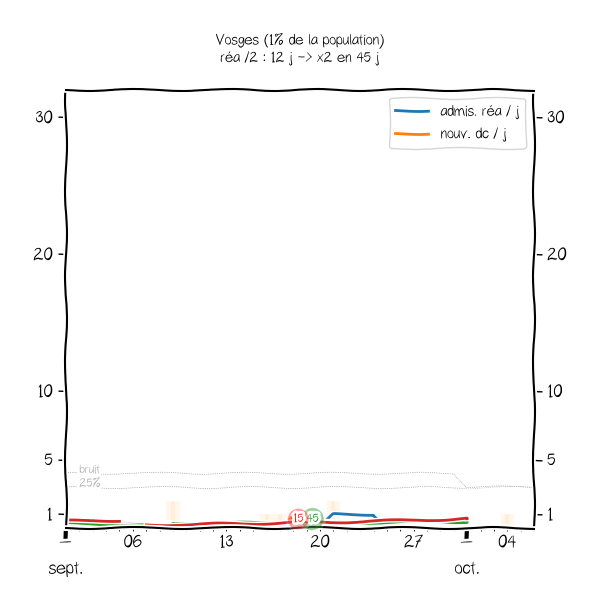 Vosges (1% de la population)
réa /2 : 12 j -> x2 en 45 j
admis. réa / j
nouv. dc / j
30
30
20
20
10
10
5
5
bruit
25%
1
1
15
45
06
13
20
27
04
sept.
oct.